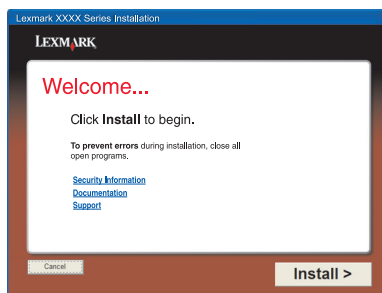 Lexmark XXXX Series Installation
LEXMARK
Welcome...
Click Install to begin.
To prevent errors during installation, close all
open programs.
Security Information
Documentation
Support
Cancel
Install >